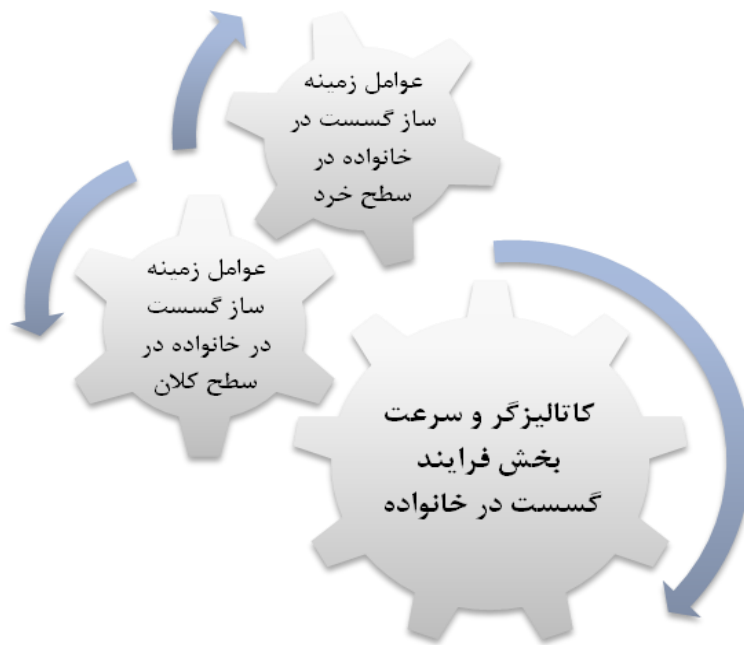 عوامل زمینه
ساز گسست در
خانواده در
سطح خرد
عوامل زمینه
ساز گسست
در خانواده در
سطح کلان
کاتالیزگر و سرعت
بخش فرایند
گسست در خانواده